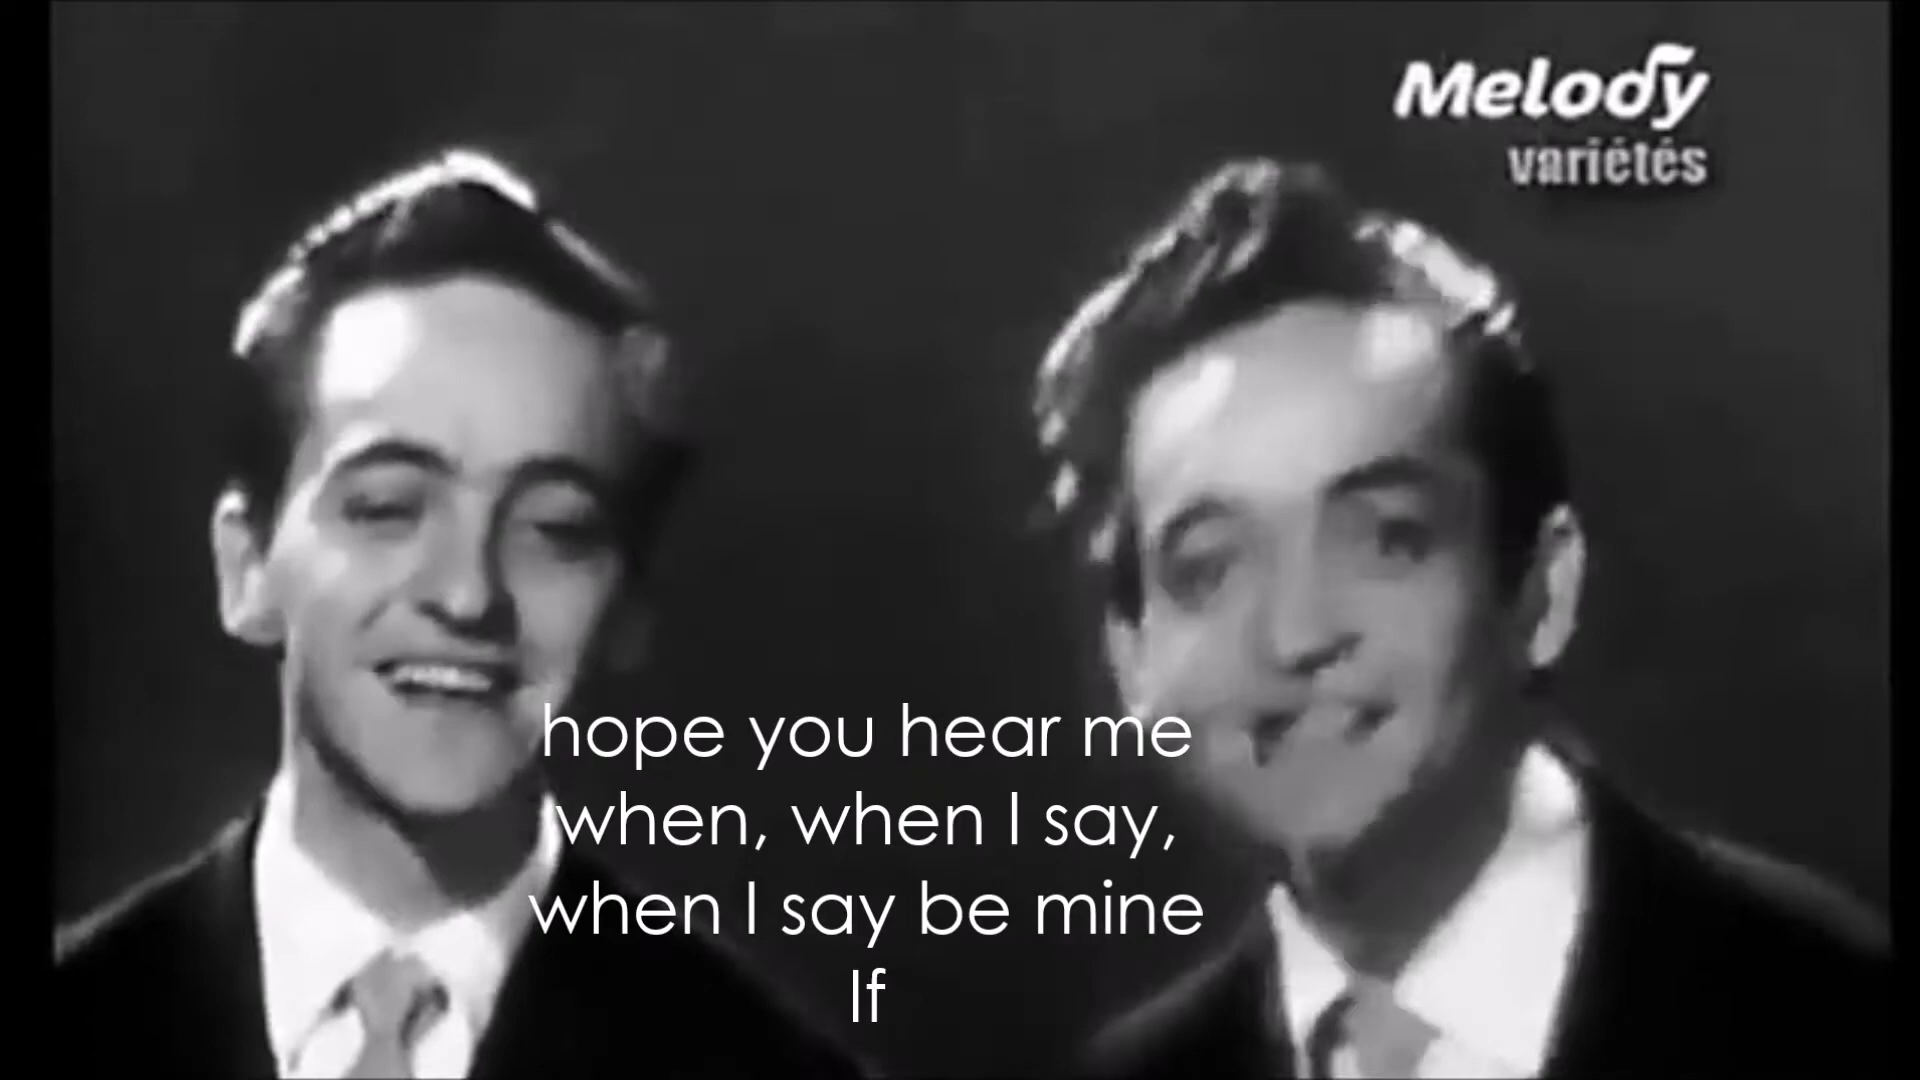 Melody
variétés
hope you hear me
when, when I say,
when I say be mine
If